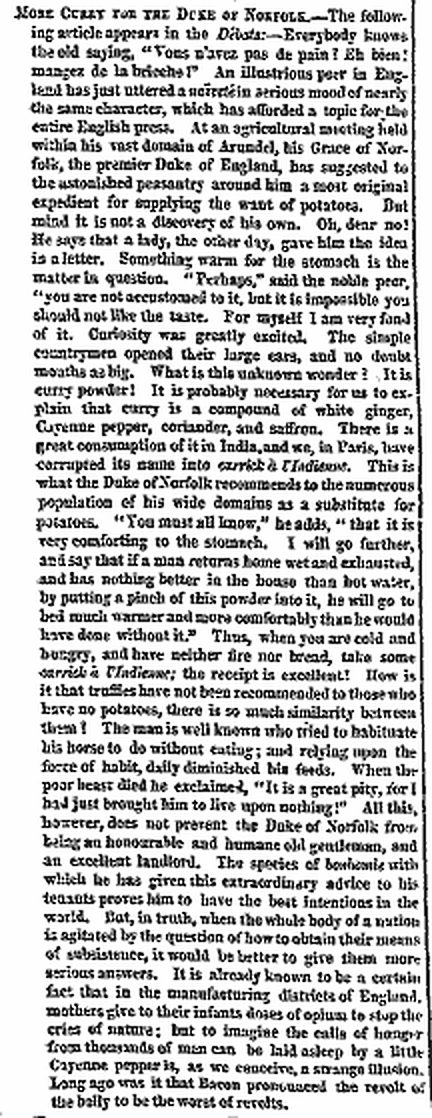 MORE CURRY FOR THE DUKE OF NORFOLK.—The follow-
ing article appears in the Débats:—Everybody knows
the old saying, "Vous n'avez pas de pain? Eh bien!
mangez de la brioche!" An illustrious peer in Eng-
land has just uttered a in serious mood of nearly
the same character, which has afforded a topic for the
entire English press. At an agricultural meeting held
within his vast domain of Arundel, his Grace of Nor-
folk, the premier Duke of England, has suggested to
the astonished peasantry around him a most original
expedient for supplying the want of potatoes. But
mind it is not a discovery of his own. Oh, dear no!
He says that a lady, the other day, gave him the idea
in a letter. Something warm for the stomach is the
matter in question. "Perhaps," said the noble peer,
"you are not accustomed to it, but it is impossible you
should not like the taste. For myself I am very fond
of it. Curiosity was greatly excited. The simple
countrymen opened their large ears, and no doubt
mouths as big. What is this unknown wonder? It is
curry powder! It is probably necessary for us to ex-
plain that curry is a compound of white ginger,
Cayenne pepper, coriander, and saffron. There is a
great consumption of it in India, and we, in Paris, have
corrupted its name into carrick à l'Indienne. This is
what the Duke of Norfolk recommends to the numerous
population of his wide domains as a substitute for
potatoes. "You must all know," he adds, "that it is
very comforting to the stomach. I will go further,
and say that if a man returns home wet and exhausted,
and has nothing better in the house than hot water,
by putting a pinch of this powder into it, he will go to
bed much warmer and more comfortably than he would
have done without it." Thus, when you are cold and
hungry, and have neither fire nor bread, take some
carrick à l'Indienne; the receipt is excellent! How is
it that truffles have not been recommended to those who
have no potatoes, there is so much similarity between
them? The man is well known who tried to habituate
his horse to do without eating; and relying upon the
force of habit, daily diminished his feeds. When the
poor beast died he exclaimed, "It is a great pity, for I
had just brought him to live upon nothing!" All this,
however, does not prevent the Duke of Norfolk from
being an honourable and humane old gentleman, and
an excellent landlord. The species of bonhomie with
which he has given this extraordinary advice to his
tenants proves him to have the best intentions in the
world. But, in truth, when the whole body of a nation
is agitated by the question of how to obtain their means
of subsistence, it would be better to give them more
serious answers. It is already known to be a certain
fact that in the manufacturing districts of England,
mothers give to their infants doses of opium to stop the
cries of nature; but to imagine the calls of hunger
from thousands of men can be laid asleep by a little
Cayenne pepper is, as we conceive, a strange illusion.
Long ago was it that Bacon pronounced the revolt of
the belly to be the worst of revolts.